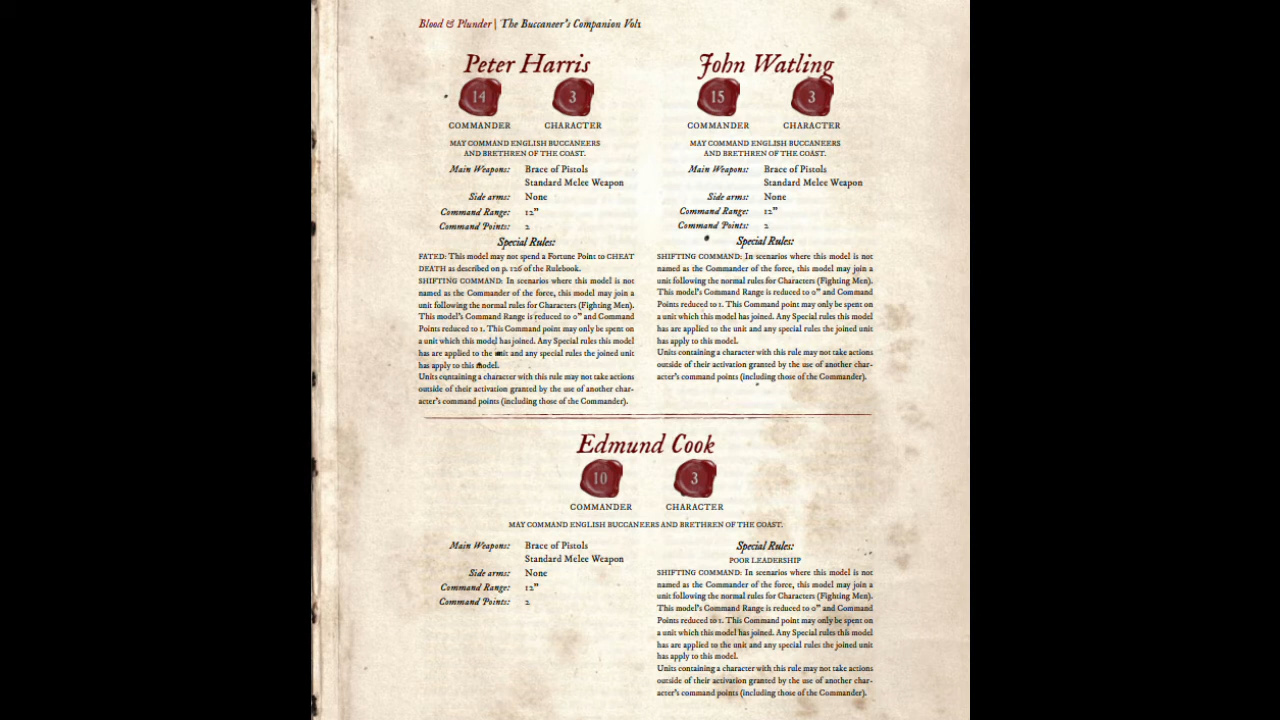 Blood & Plunder | The Buccaneer's Companion Vol1
Peter Harris
14
3
COMMANDER
CHARACTER
MAY COMMAND ENGLISH BUCCANEERS
AND BRETHREN OF THE COAST.
Main Weapons: Brace of Pistols
Standard Melee Weapon
Side arms: None
Command Range: 12"
Command Points: 2
Special Rules:
FATED: This model may not spend a Fortune Point to CHEAT
DEATH as described on p. 126 of the Rulebook.
SHIFTING COMMAND: In scenarios where this model is not
named as the Commander of the force, this model may join a
unit following the normal rules for Characters (Fighting Men).
This model's Command Range is reduced to 0" and Command
Points reduced to 1. This Command point may only be spent on
a unit which this model has joined. Any Special Rules this model
has are applied to the unit and any special rules the joined unit
has apply to this model.
Units containing a character with this rule may not take actions
outside of their activation granted by the use of another char-
acter's command points (including those of the Commander).
John Watling
15
3
COMMANDER
CHARACTER
MAY COMMAND ENGLISH BUCCANEERS
AND BRETHREN OF THE COAST.
Main Weapons: Brace of Pistols
Standard Melee Weapon
Side arms: None
Command Range: 12"
Command Points: 2
Special Rules:
SHIFTING COMMAND: In scenarios where this model is not
named as the Commander of the force, this model may join a
unit following the normal rules for Characters (Fighting Men).
This model's Command Range is reduced to 0" and Command
Points reduced to 1. This Command point may only be spent on
a unit which this model has joined. Any Special rules this model
has are applied to the unit and any special rules the joined unit
has apply to this model.
Units containing a character with this rule may not take actions
outside of their activation granted by the use of another char-
acter's command points (including those of the Commander).
Edmund Cook
10
3
COMMANDER
CHARACTER
MAY COMMAND ENGLISH BUCCANEERS AND BRETHREN OF THE COAST.
Main Weapons: Brace of Pistols
Standard Melee Weapon
Side arms: None
Command Range: 12"
Command Points: 2
Special Rules:
POOR LEADERSHIP
SHIFTING COMMAND: In scenarios where this model is not
named as the Commander of the force, this model may join a
unit following the normal rules for Characters (Fighting Men).
This model's Command Range is reduced to 0" and Command
Points reduced to 1. This Command point may only be spent on
a unit which this model has joined. Any Special rules this model
has are applied to the unit and any special rules the joined unit
has apply to this model.
Units containing a character with this rule may not take actions
outside of their activation granted by the use of another char-
acter's command points (including those of the Commander).